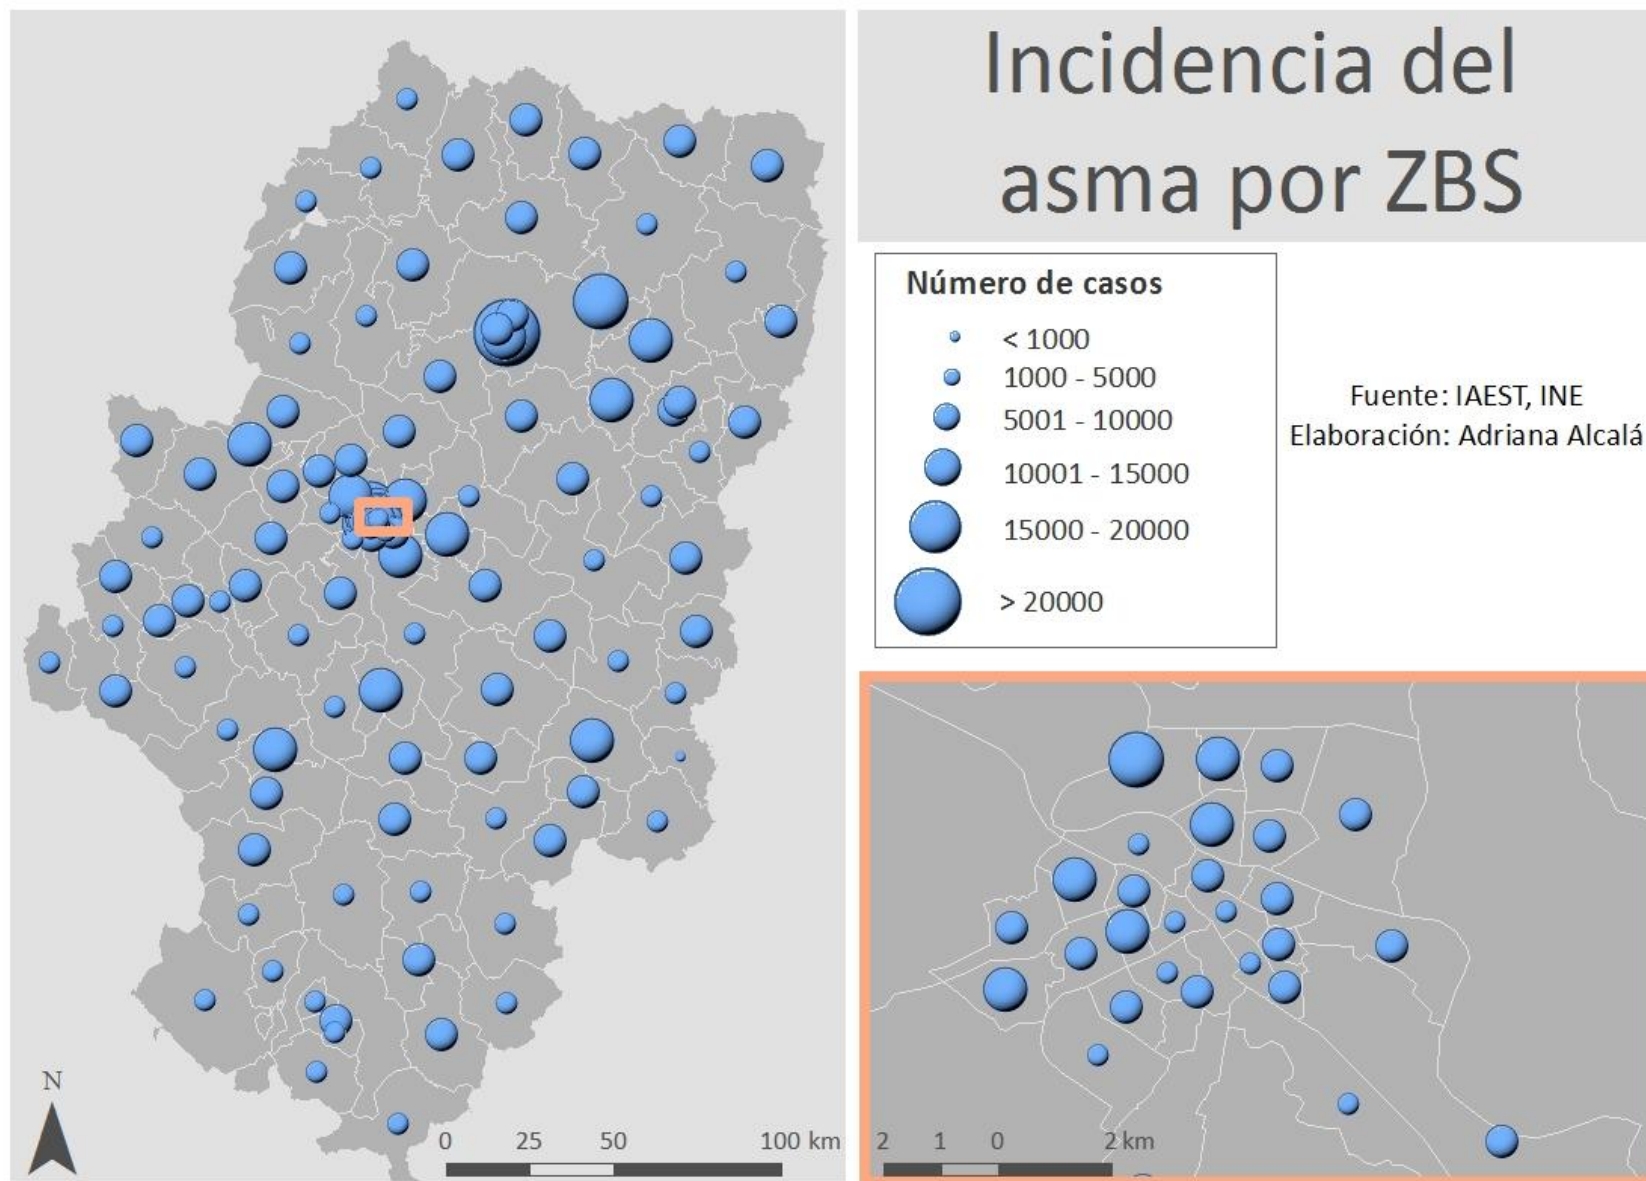 Incidencia del
asma por ZBS
Número de casos
< 1000
1000 - 5000
5001 - 10000
10001 - 15000
15000 - 20000
> 20000
Fuente: IAEST, INE
Elaboración: Adriana Alcalá
N
0 25 50 100 km
2 1 0 2 km